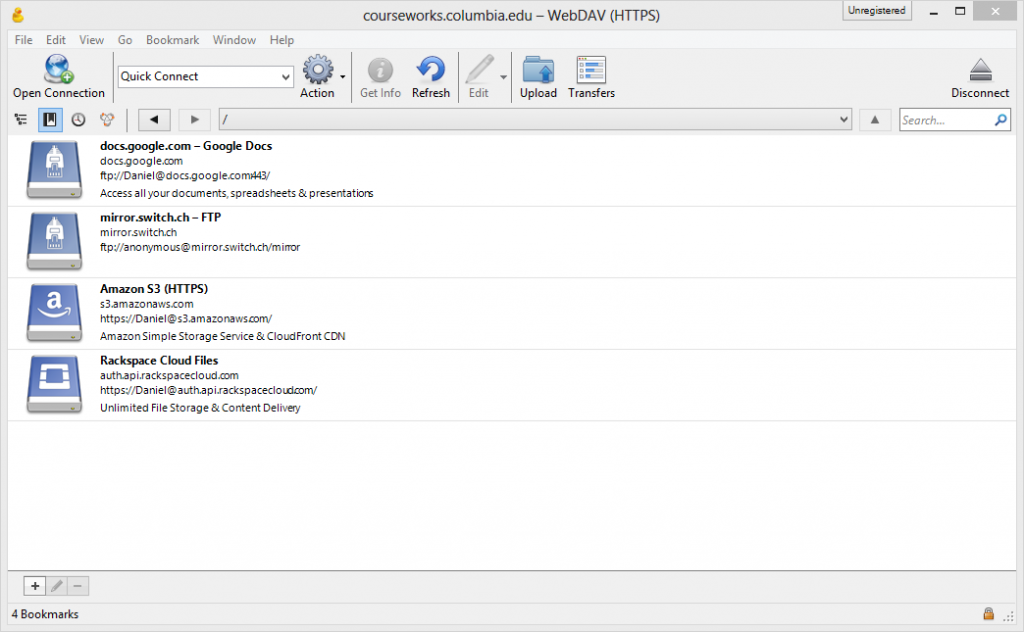 courseworks.columbia.edu – WebDAV (HTTPS)
Unregistered
File Edit View Go Bookmark Window Help
Open Connection
Quick Connect
Action
Get Info
Refresh
Edit
Upload
Transfers
Disconnect
/
Search...
docs.google.com – Google Docs
docs.google.com
ftp://Daniel@docs.google.com:443/
Access all your documents, spreadsheets & presentations
mirror.switch.ch – FTP
mirror.switch.ch
ftp://anonymous@mirror.switch.ch/mirror
a
Amazon S3 (HTTPS)
s3.amazonaws.com
https://Daniel@s3.amazonaws.com/
Amazon Simple Storage Service & CloudFront CDN
Rackspace Cloud Files
auth.api.rackspacecloud.com
https://Daniel@auth.api.rackspacecloud.com/
Unlimited File Storage & Content Delivery
4 Bookmarks